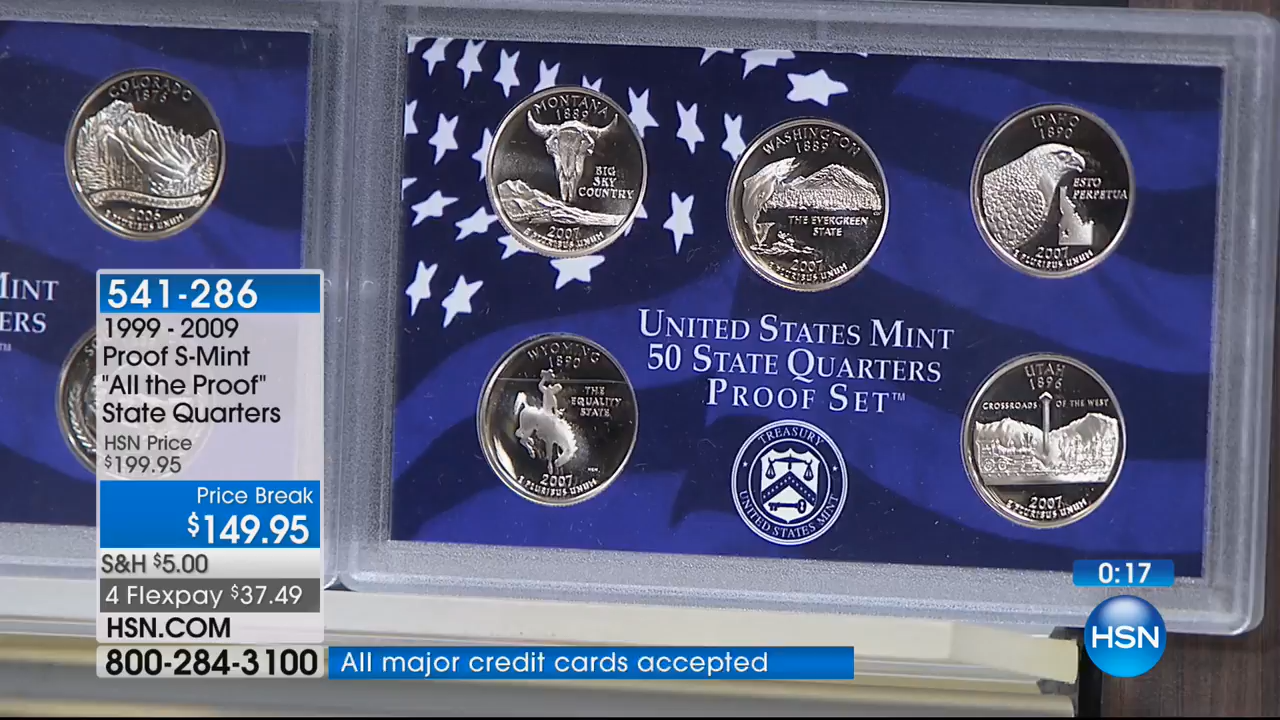 COLORADO
1876
2006
E PLURIBUS UNUM
MINT
ERS
TM
MONTANA
1889
BIG
SKY
COUNTRY
2007
E PLURIBUS UNUM
WASHINGTON
1889
THE EVERGREEN
STATE
2007
E PLURIBUS UNUM
IDAHO
1890
ESTO
PERPETUA
2007
E PLURIBUS UNUM
UNITED STATES MINT
50 STATE QUARTERS
PROOF SET™
WYOMING
1890
THE
EQUALITY
STATE
2007
E PLURIBUS UNUM
TREASURY
UNITED STATES MINT
UTAH
1896
CROSSROADS OF THE WEST
2007
E PLURIBUS UNUM
541-286
1999 - 2009
Proof S-Mint
"All the Proof"
State Quarters
HSN Price
$199.95
Price Break
$149.95
S&H $5.00
4 Flexpay $37.49
HSN.COM
800-284-3100
All major credit cards accepted
0:17
HSN